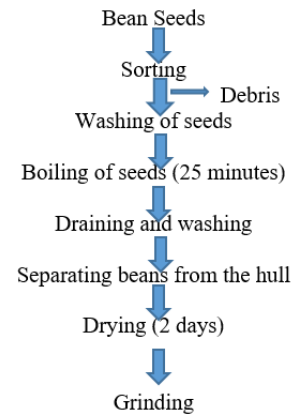 Bean Seeds
Sorting
Debris
Washing of seeds
Boiling of seeds (25 minutes)
Draining and washing
Separating beans from the hull
Drying (2 days)
Grinding